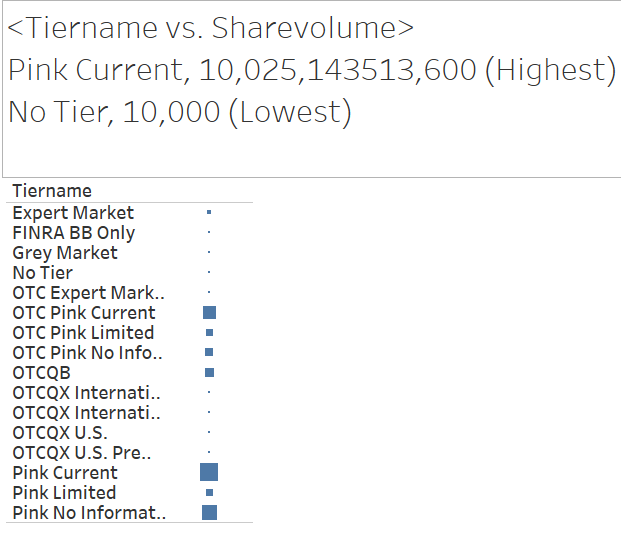 <Tiername vs. Sharevolume>
Pink Current, 10,025,143513,600 (Highest)
No Tier, 10,000 (Lowest)
Tiername
Expert Market
FINRA BB Only
Grey Market
No Tier
OTC Expert Mark..
OTC Pink Current
OTC Pink Limited
OTC Pink No Info..
OTCQB
OTCQX Internati..
OTCQX Internati..
OTCQX U.S.
OTCQX U.S. Pre..
Pink Current
Pink Limited
Pink No Informat..